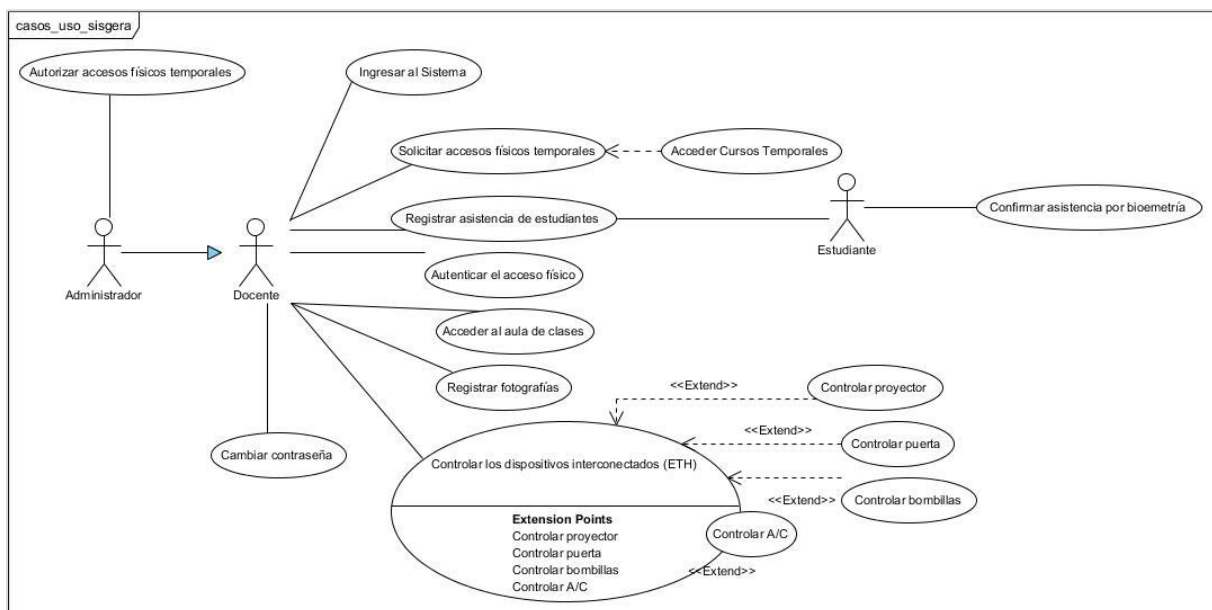 casos_uso_sisgera
Autorizar accesos físicos temporales
Ingresar al Sistema
Solicitar accesos físicos temporales
Acceder Cursos Temporales
Registrar asistencia de estudiantes
Estudiante
Confirmar asistencia por bioemetría
Administrador
Docente
Autenticar el acceso físico
Acceder al aula de clases
Registrar fotografías
Cambiar contraseña
<<Extend>>
Controlar proyector
<<Extend>>
Controlar puerta
Controlar los dispositivos interconectados (ETH)
<<Extend>>
Controlar bombillas
Extension Points
Controlar proyector
Controlar puerta
Controlar bombillas
Controlar A/C
Controlar A/C
<<Extend>>